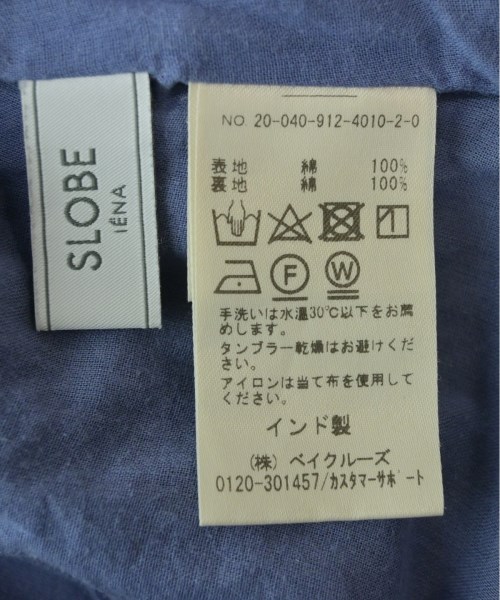 SLOBE
IÉNA
NO. 20-040-912-4010-2-0
表地 綿 100%
裏地 綿 100%
F
W
手洗いは水温30℃以下をお薦
めします。
タンブラー乾燥はお避けくださ
い。
アイロンは当て布を使用して
ください。
インド製
(株) ベイクルーズ
0120-301457/カスタマーサポート